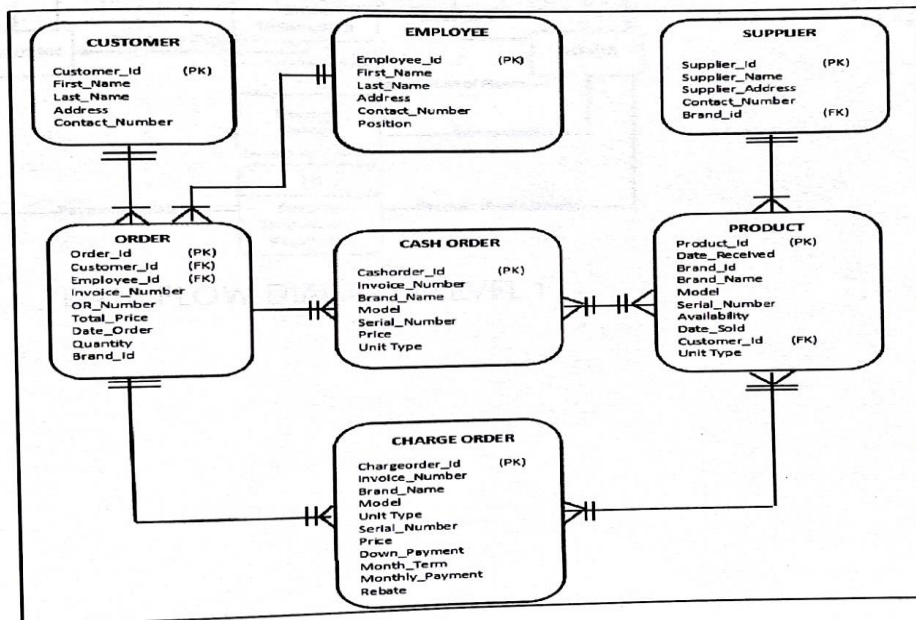 CUSTOMER
Customer_Id (PK)
First_Name
Last_Name
Address
Contact_Number
EMPLOYEE
Employee_Id (PK)
First_Name
Last_Name
Address
Contact_Number
Position
SUPPLIER
Supplier_Id (PK)
Supplier_Name
Supplier_Address
Contact_Number
Brand_id (FK)
ORDER
Order_Id (PK)
Customer_Id (FK)
Employee_Id (FK)
Invoice_Number
OR_Number
Total_Price
Date_Order
Quantity
Brand_Id
CASH ORDER
Cashorder_Id (PK)
Invoice_Number
Brand_Name
Model
Serial_Number
Price
Unit Type
PRODUCT
Product_Id (PK)
Date_Received
Brand_Id
Brand_Name
Model
Serial_Number
Availability
Date_Sold
Customer_Id (FK)
Unit Type
CHARGE ORDER
Chargeorder_Id (PK)
Invoice_Number
Brand_Name
Model
Unit Type
Serial_Number
Price
Down_Payment
Month_Term
Monthly_Payment
Rebate